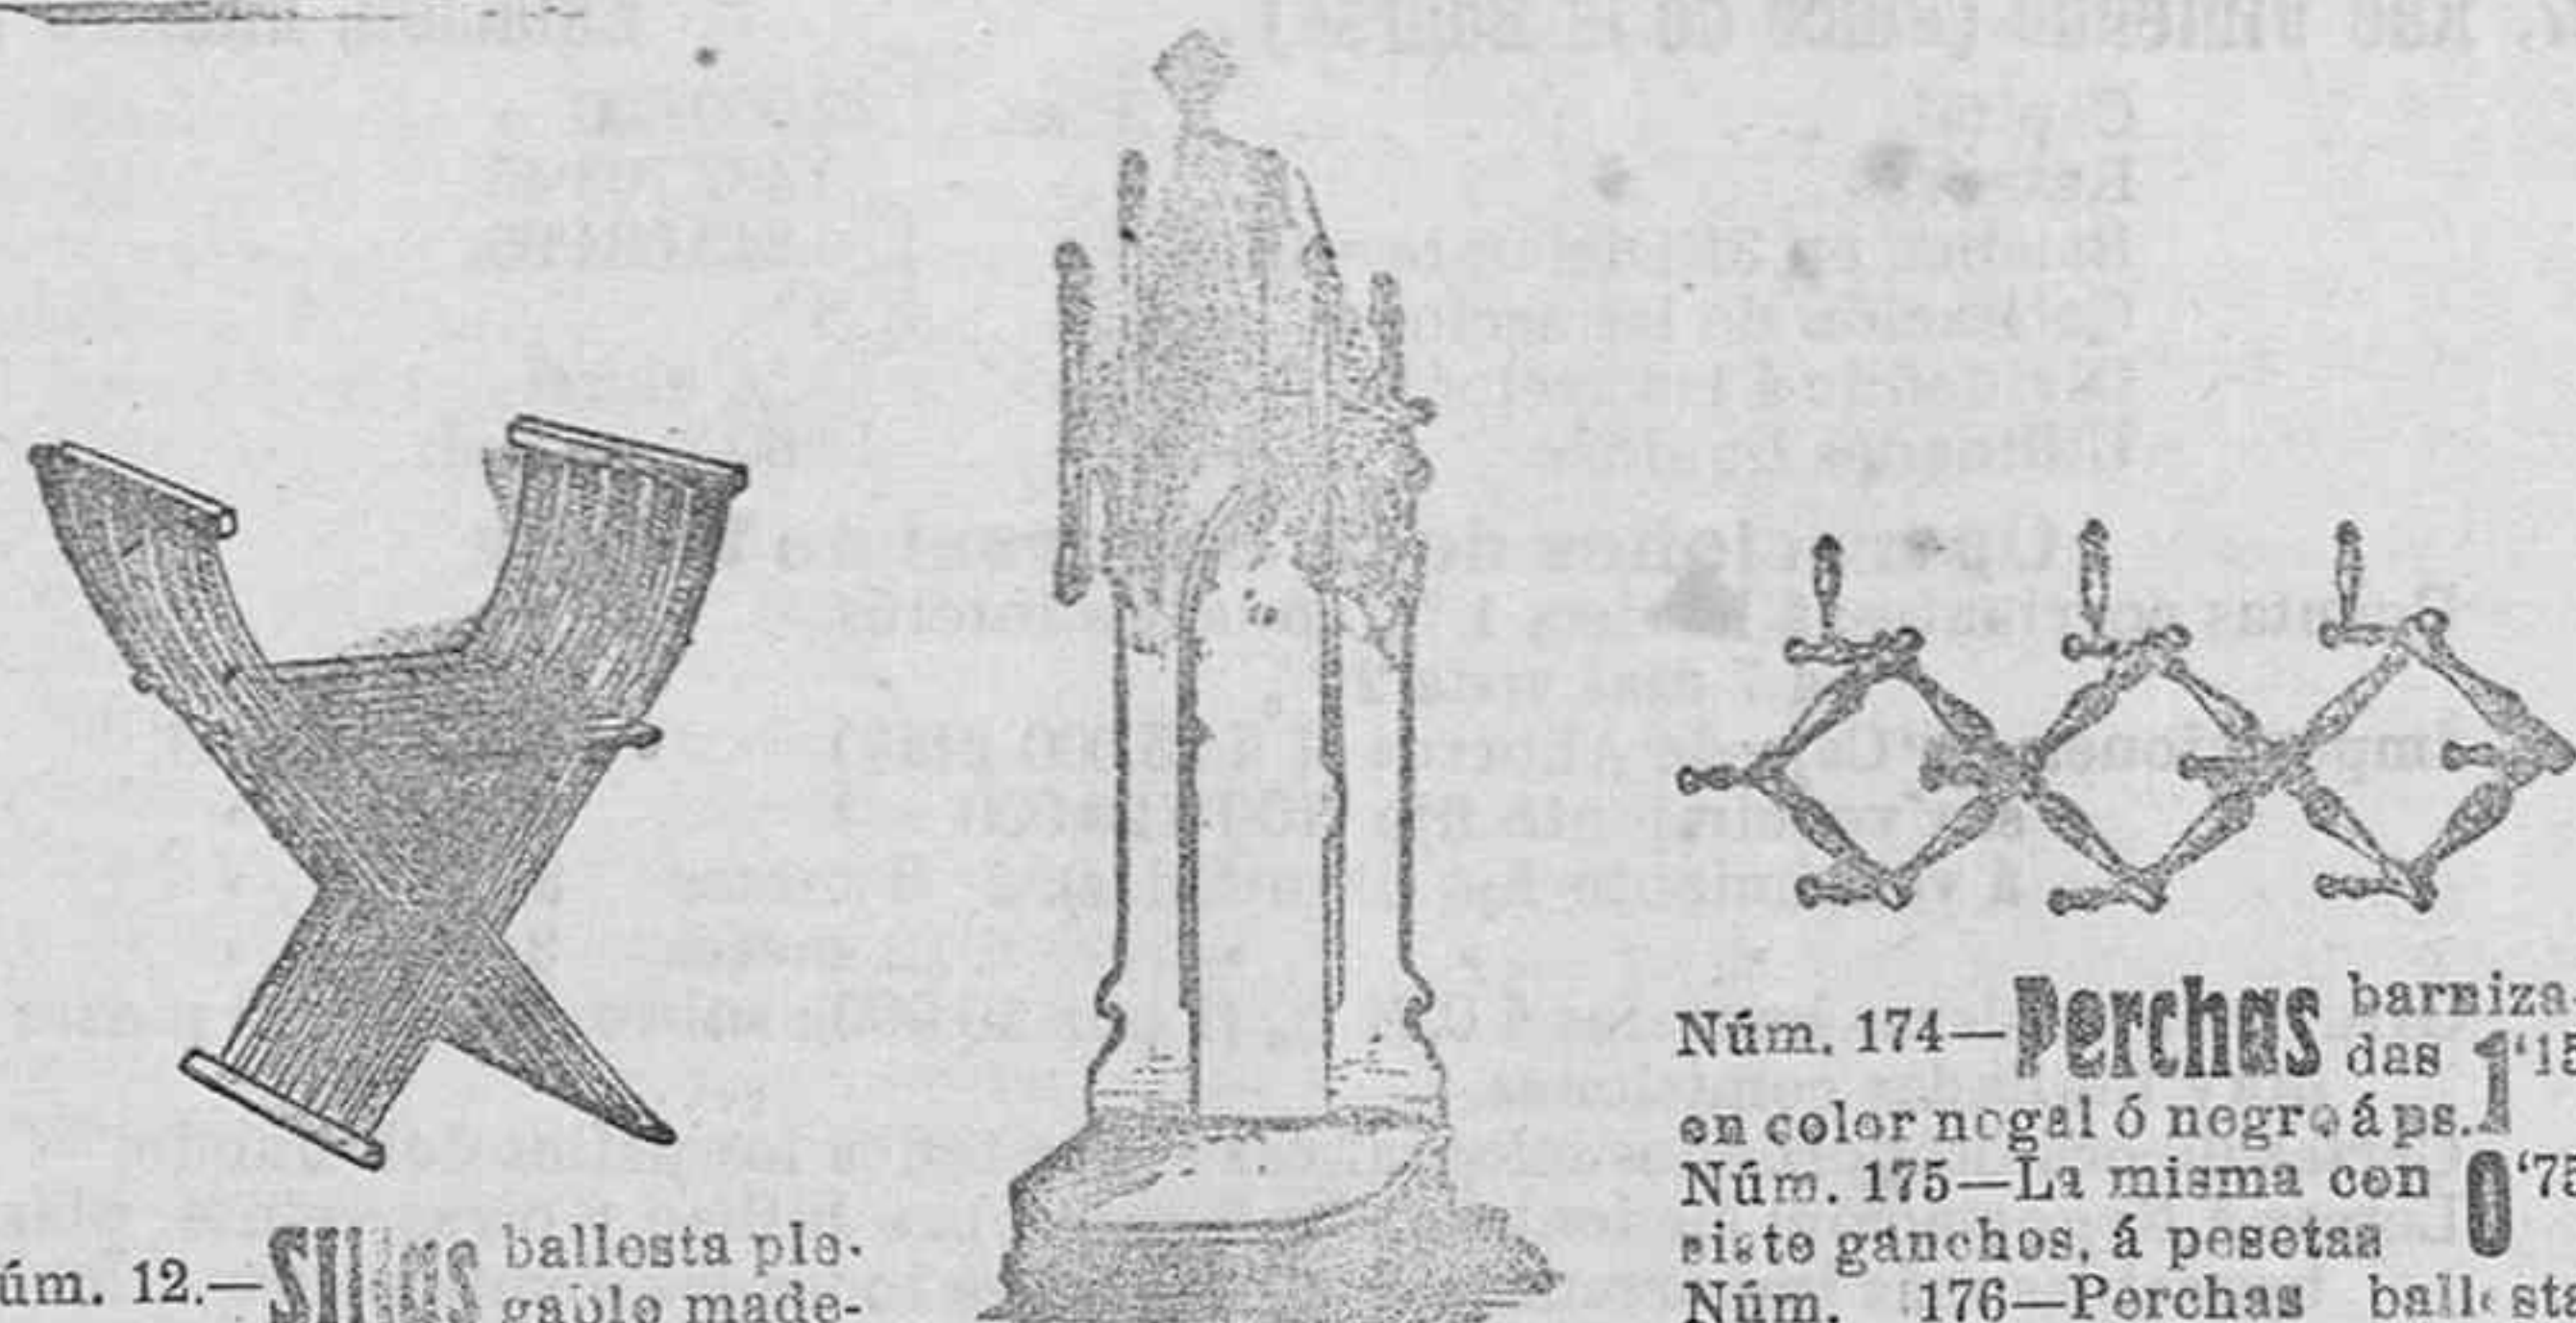 úm. 12.—Sillas ballesta ple-
gable made-
Núm. 174—Perchas barniza
das 1'15
en color nogal ó negro á ps.
Núm. 175—La misma con 0'75
siete ganchos, á pesetas
Núm. 176—Perchas ballesta